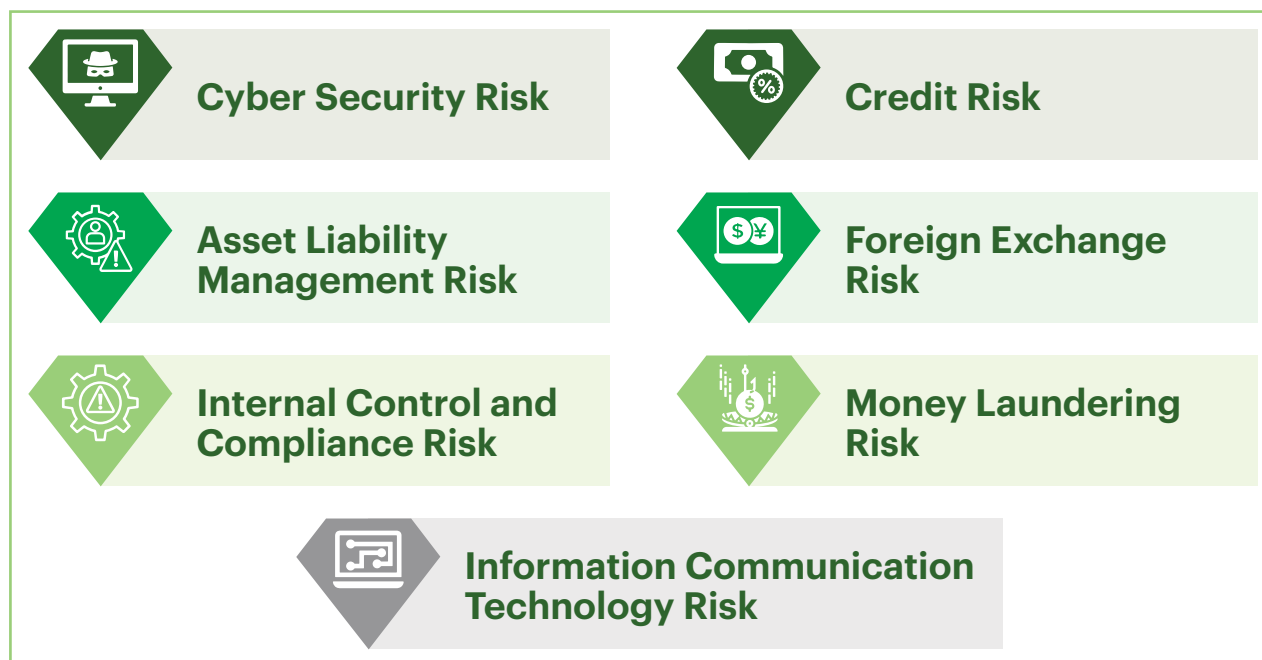 Cyber Security Risk
Credit Risk
Asset Liability
Management Risk
Foreign Exchange
Risk
Internal Control and
Compliance Risk
Money Laundering
Risk
Information Communication
Technology Risk